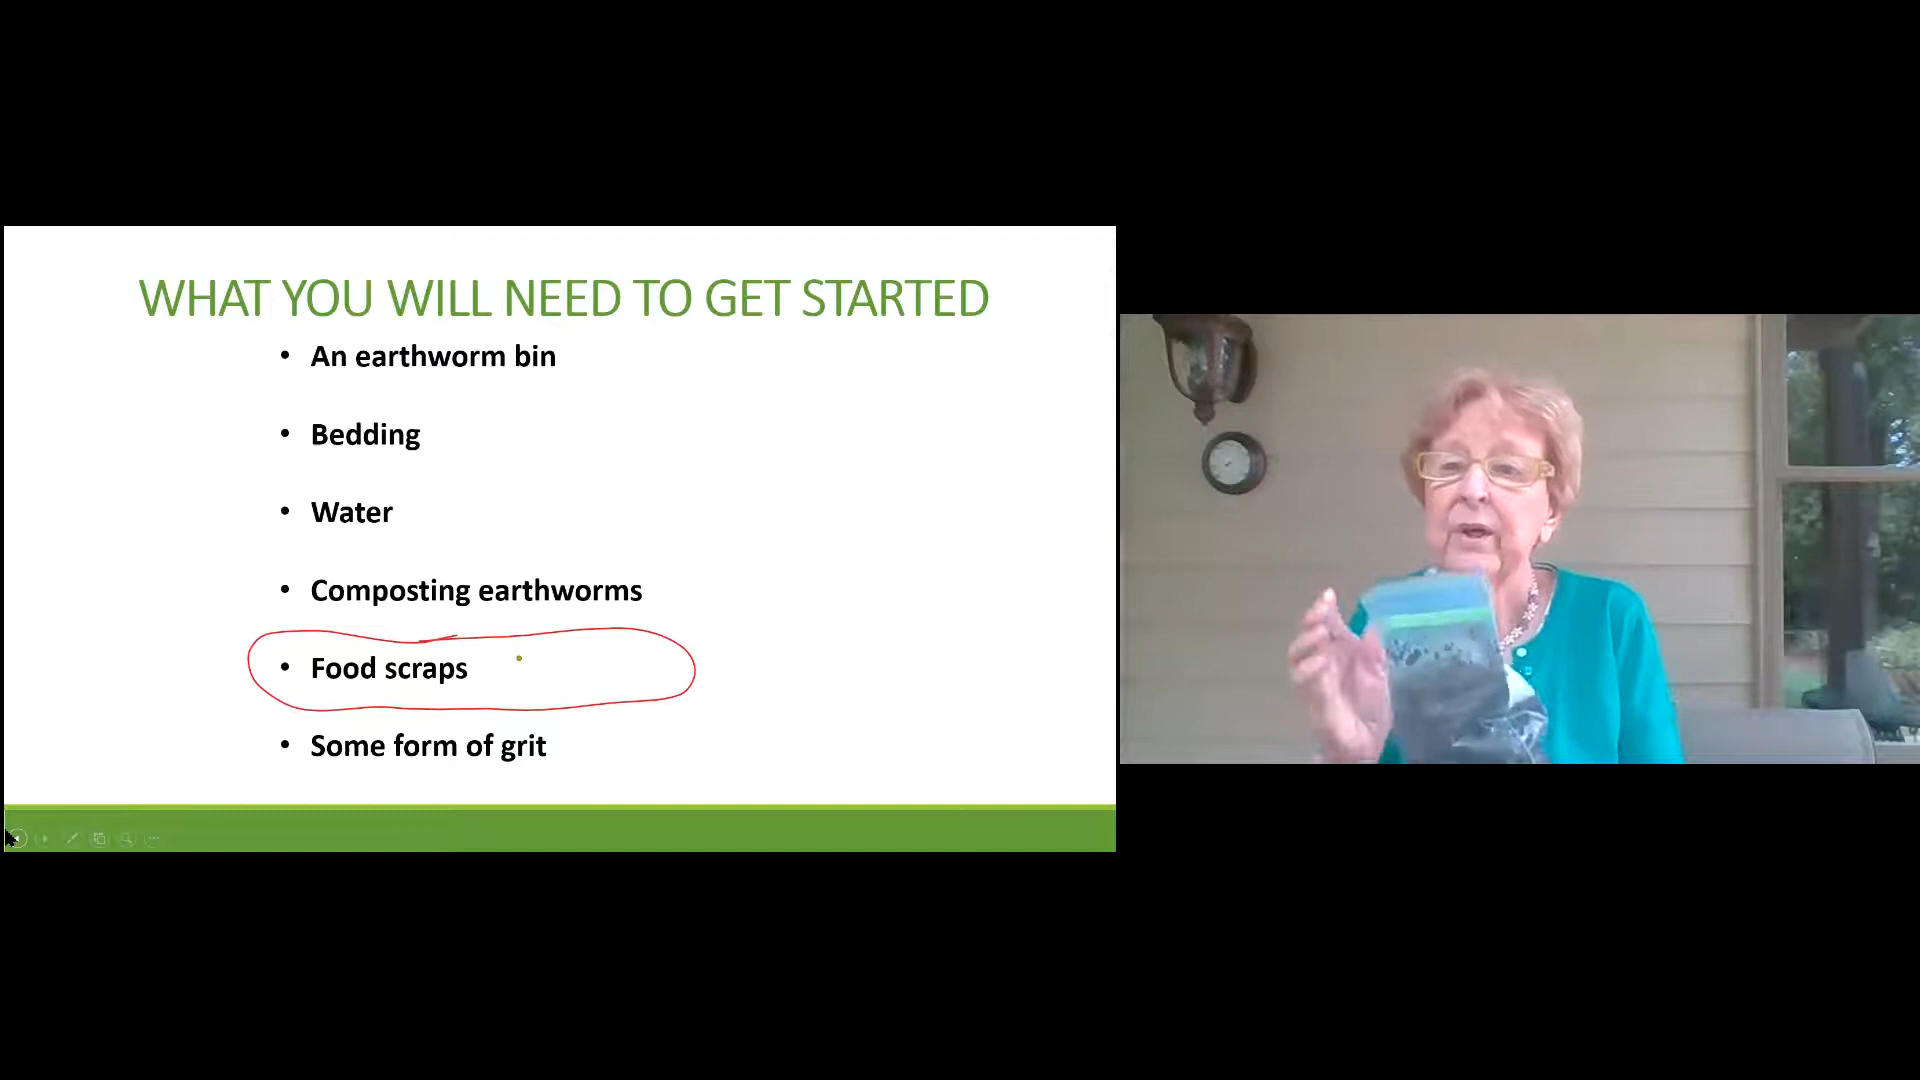 WHAT YOU WILL NEED TO GET STARTED
• An earthworm bin
• Bedding
• Water
• Composting earthworms
• Food scraps
• Some form of grit